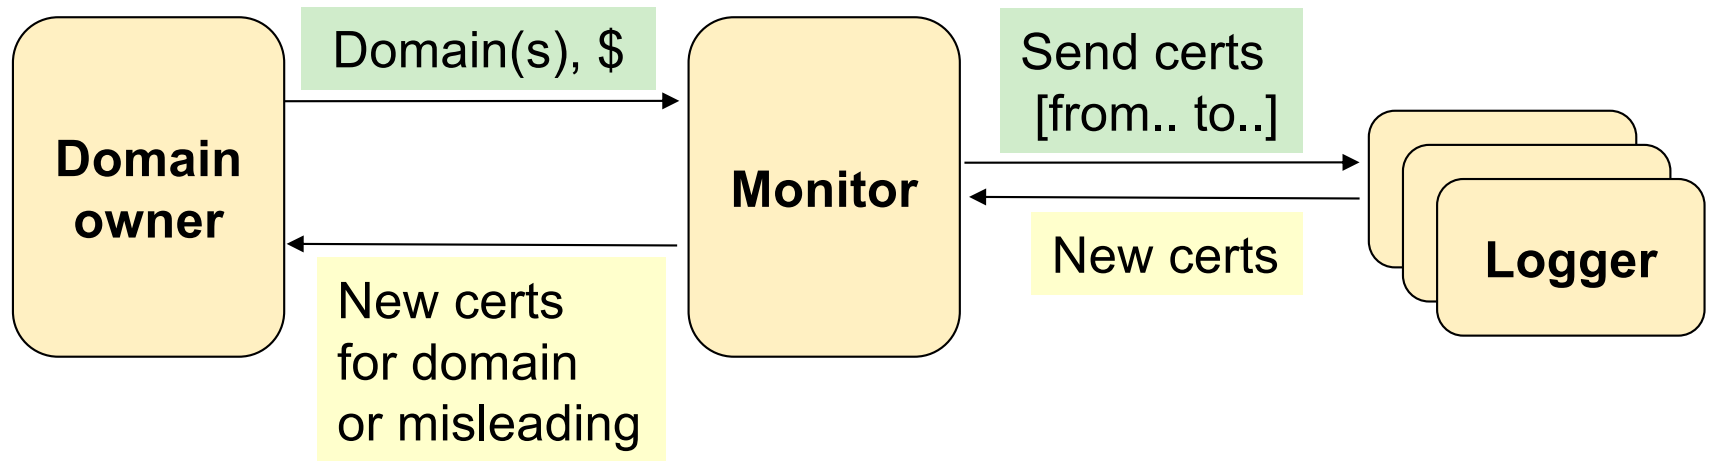 Domain
owner
Domain(s), $
New certs
for domain
or misleading
Monitor
Send certs
[from.. to..]
New certs
Logger